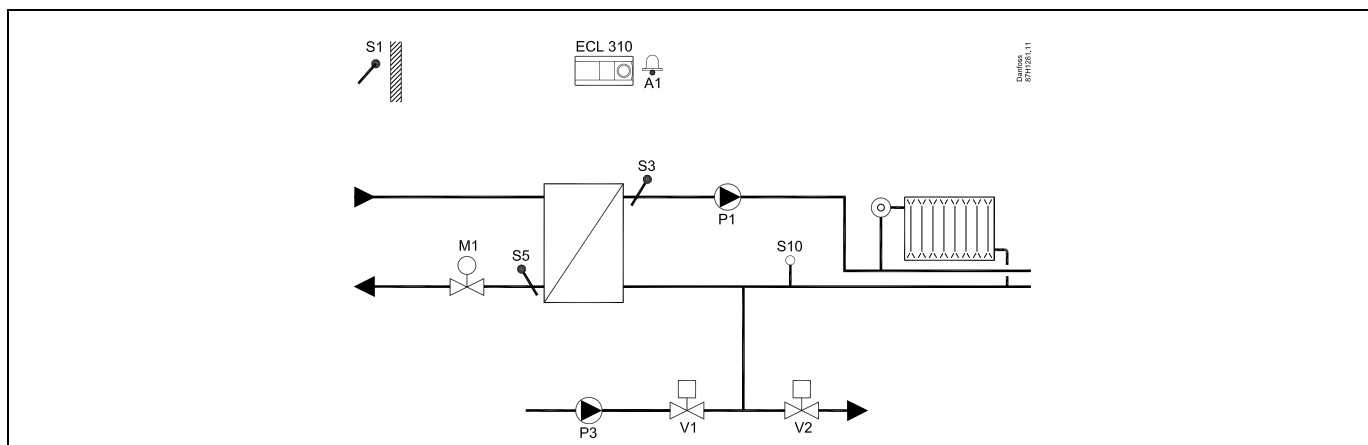 S1
ECL 310
A1
Danfoss
87H1281.11
S3
P1
M1
S5
S10
P3
V1
V2